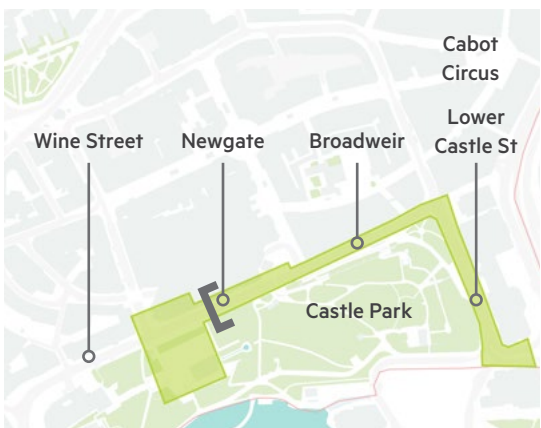 Cabot
Circus
Wine Street
Newgate
Broadweir
Lower
Castle St
Castle Park